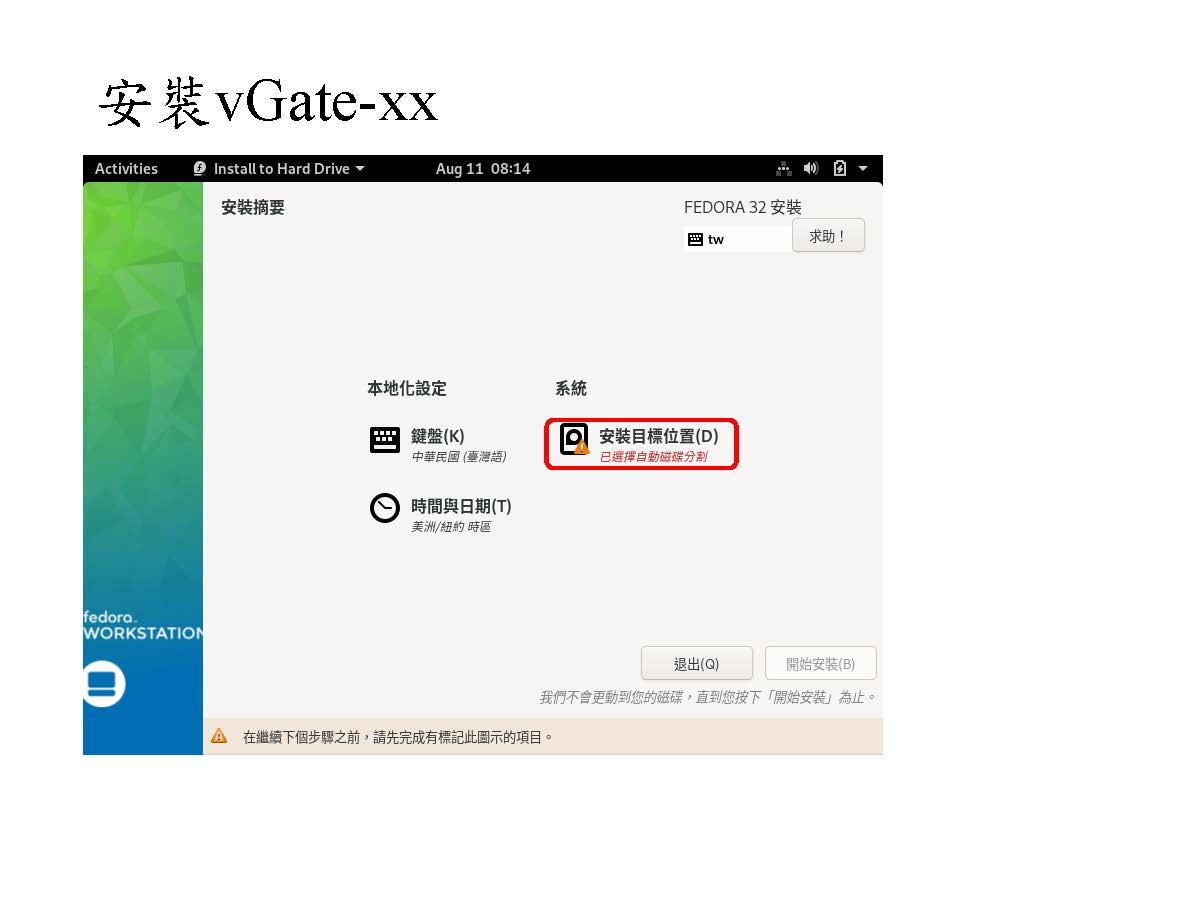 安裝vGate-xx
Activities Install to Hard Drive Aug 11 08:14
安裝摘要
FEDORA 32 安裝
tw
求助！
本地化設定
鍵盤(K)
中華民國 (臺灣語)
時間與日期(T)
美洲/紐約 時區
系統
安裝目標位置(D)
已選擇自動磁碟分割
fedora
WORKSTATION
退出(Q)
開始安裝(B)
我們不會更動到您的磁碟，直到您按下「開始安裝」為止。
在繼續下個步驟之前，請先完成有標記此圖示的項目。